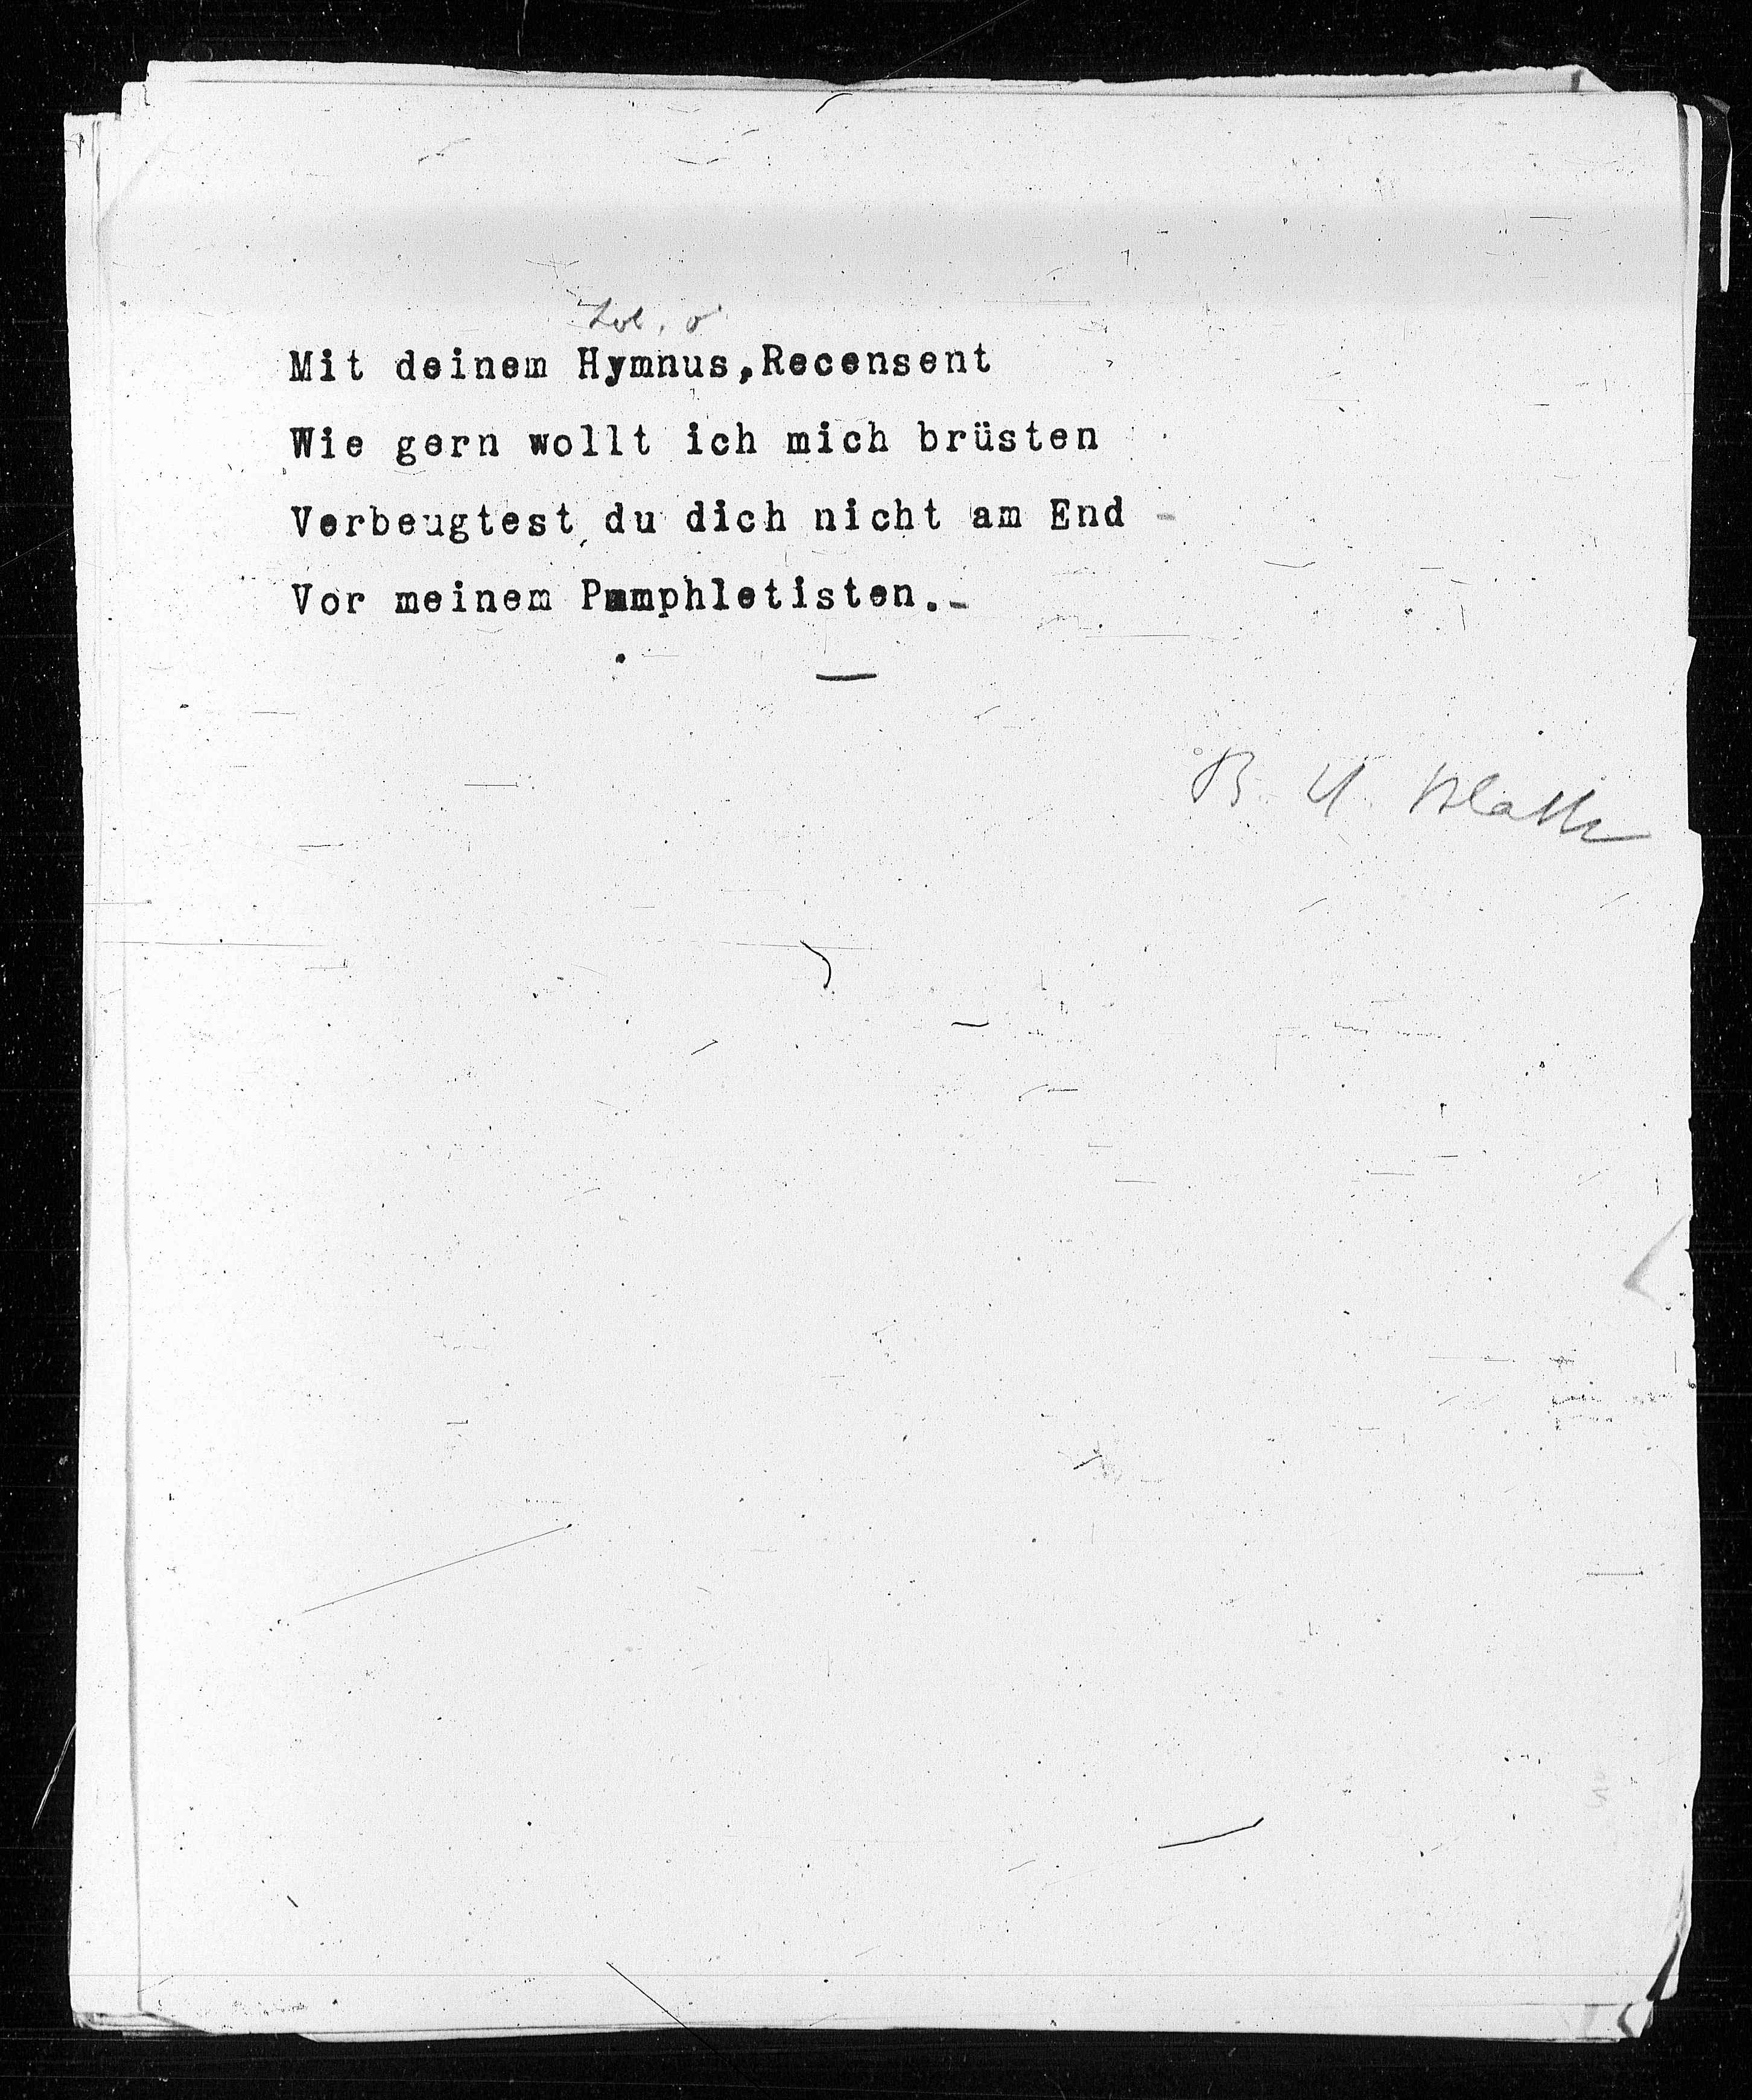 Lob, o
Mit deinem Hymnus,Recensent
Wie gern wollt ich mich brüsten
Verbeugtest du dich nicht am End -
Vor meinem Pamphletisten.-
B. U.